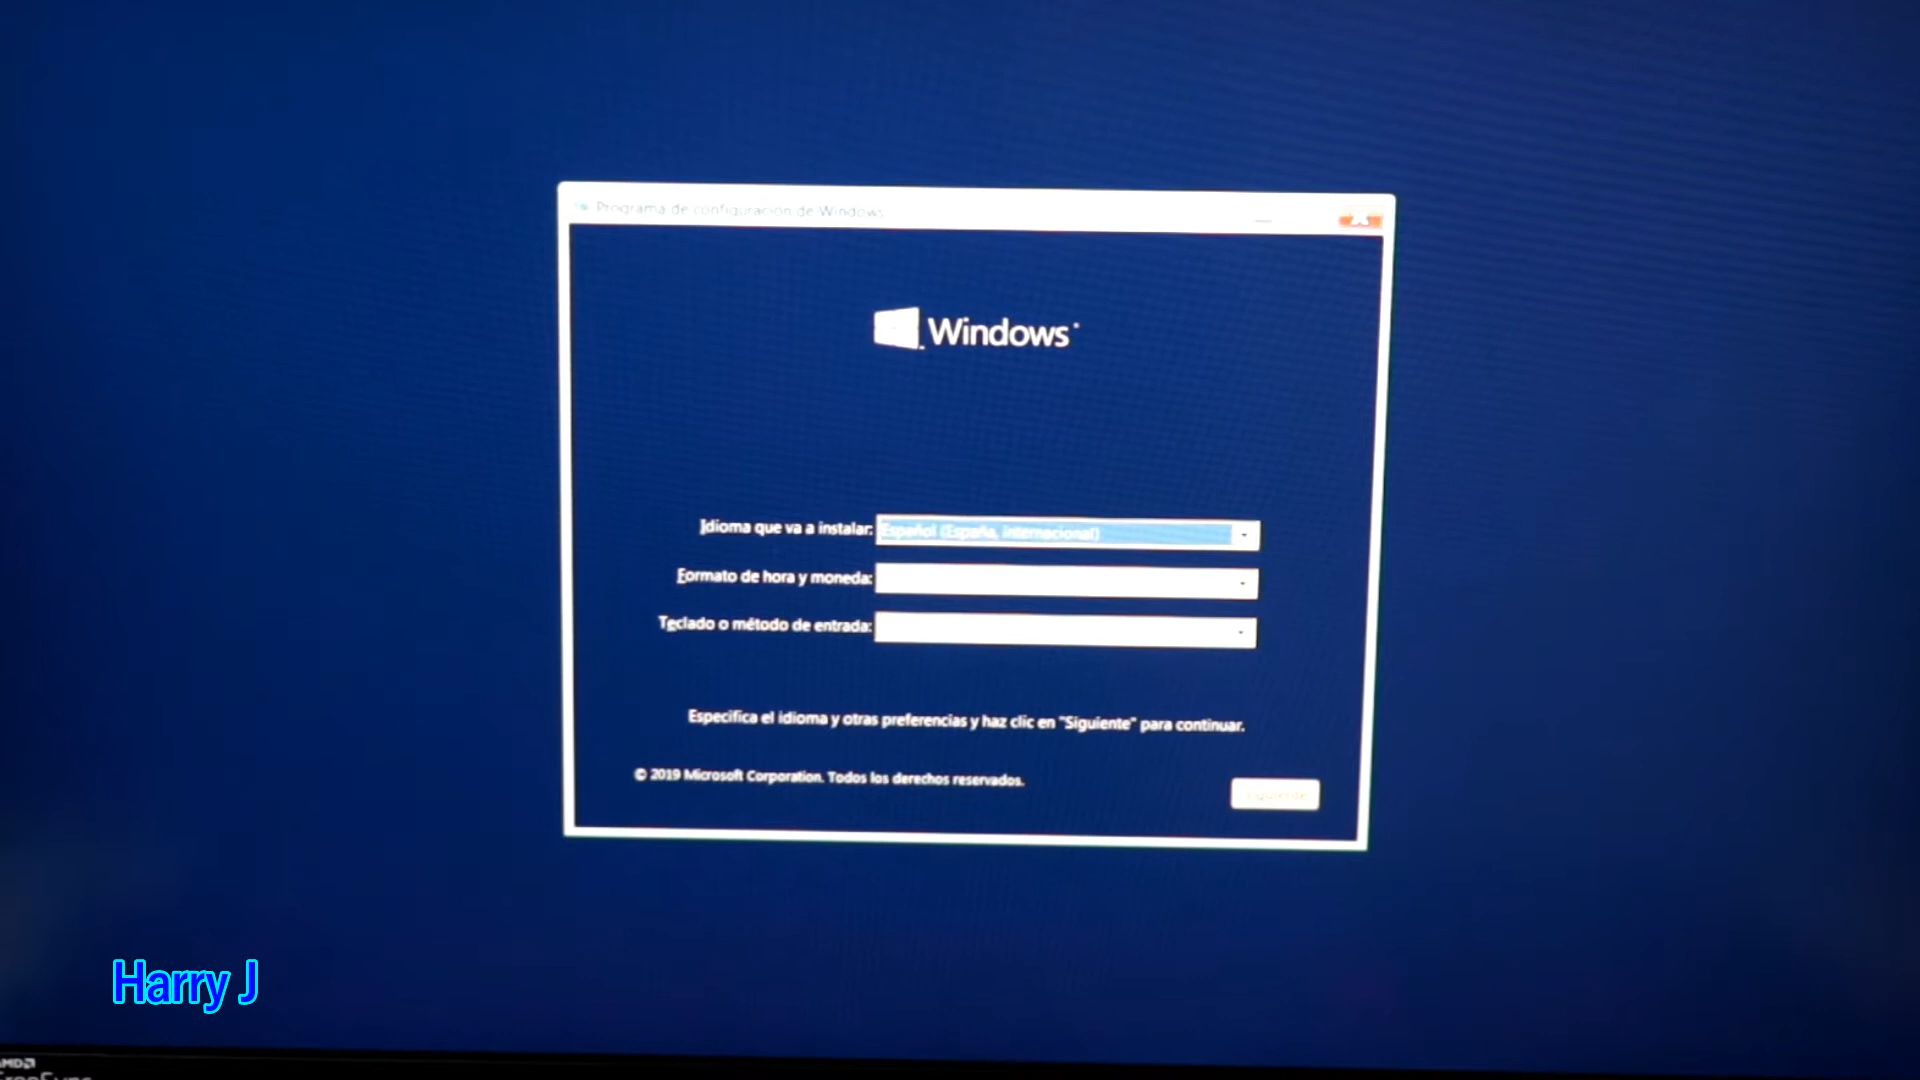 Programa de configuración de Windows
Windows
Idioma que va a instalar: Español (España, internacional)
Formato de hora y moneda:
Teclado o método de entrada:
Especifica el idioma y otras preferencias y haz clic en "Siguiente" para continuar.
© 2019 Microsoft Corporation. Todos los derechos reservados.
Siguiente
Harry J
AMD
FreeSync